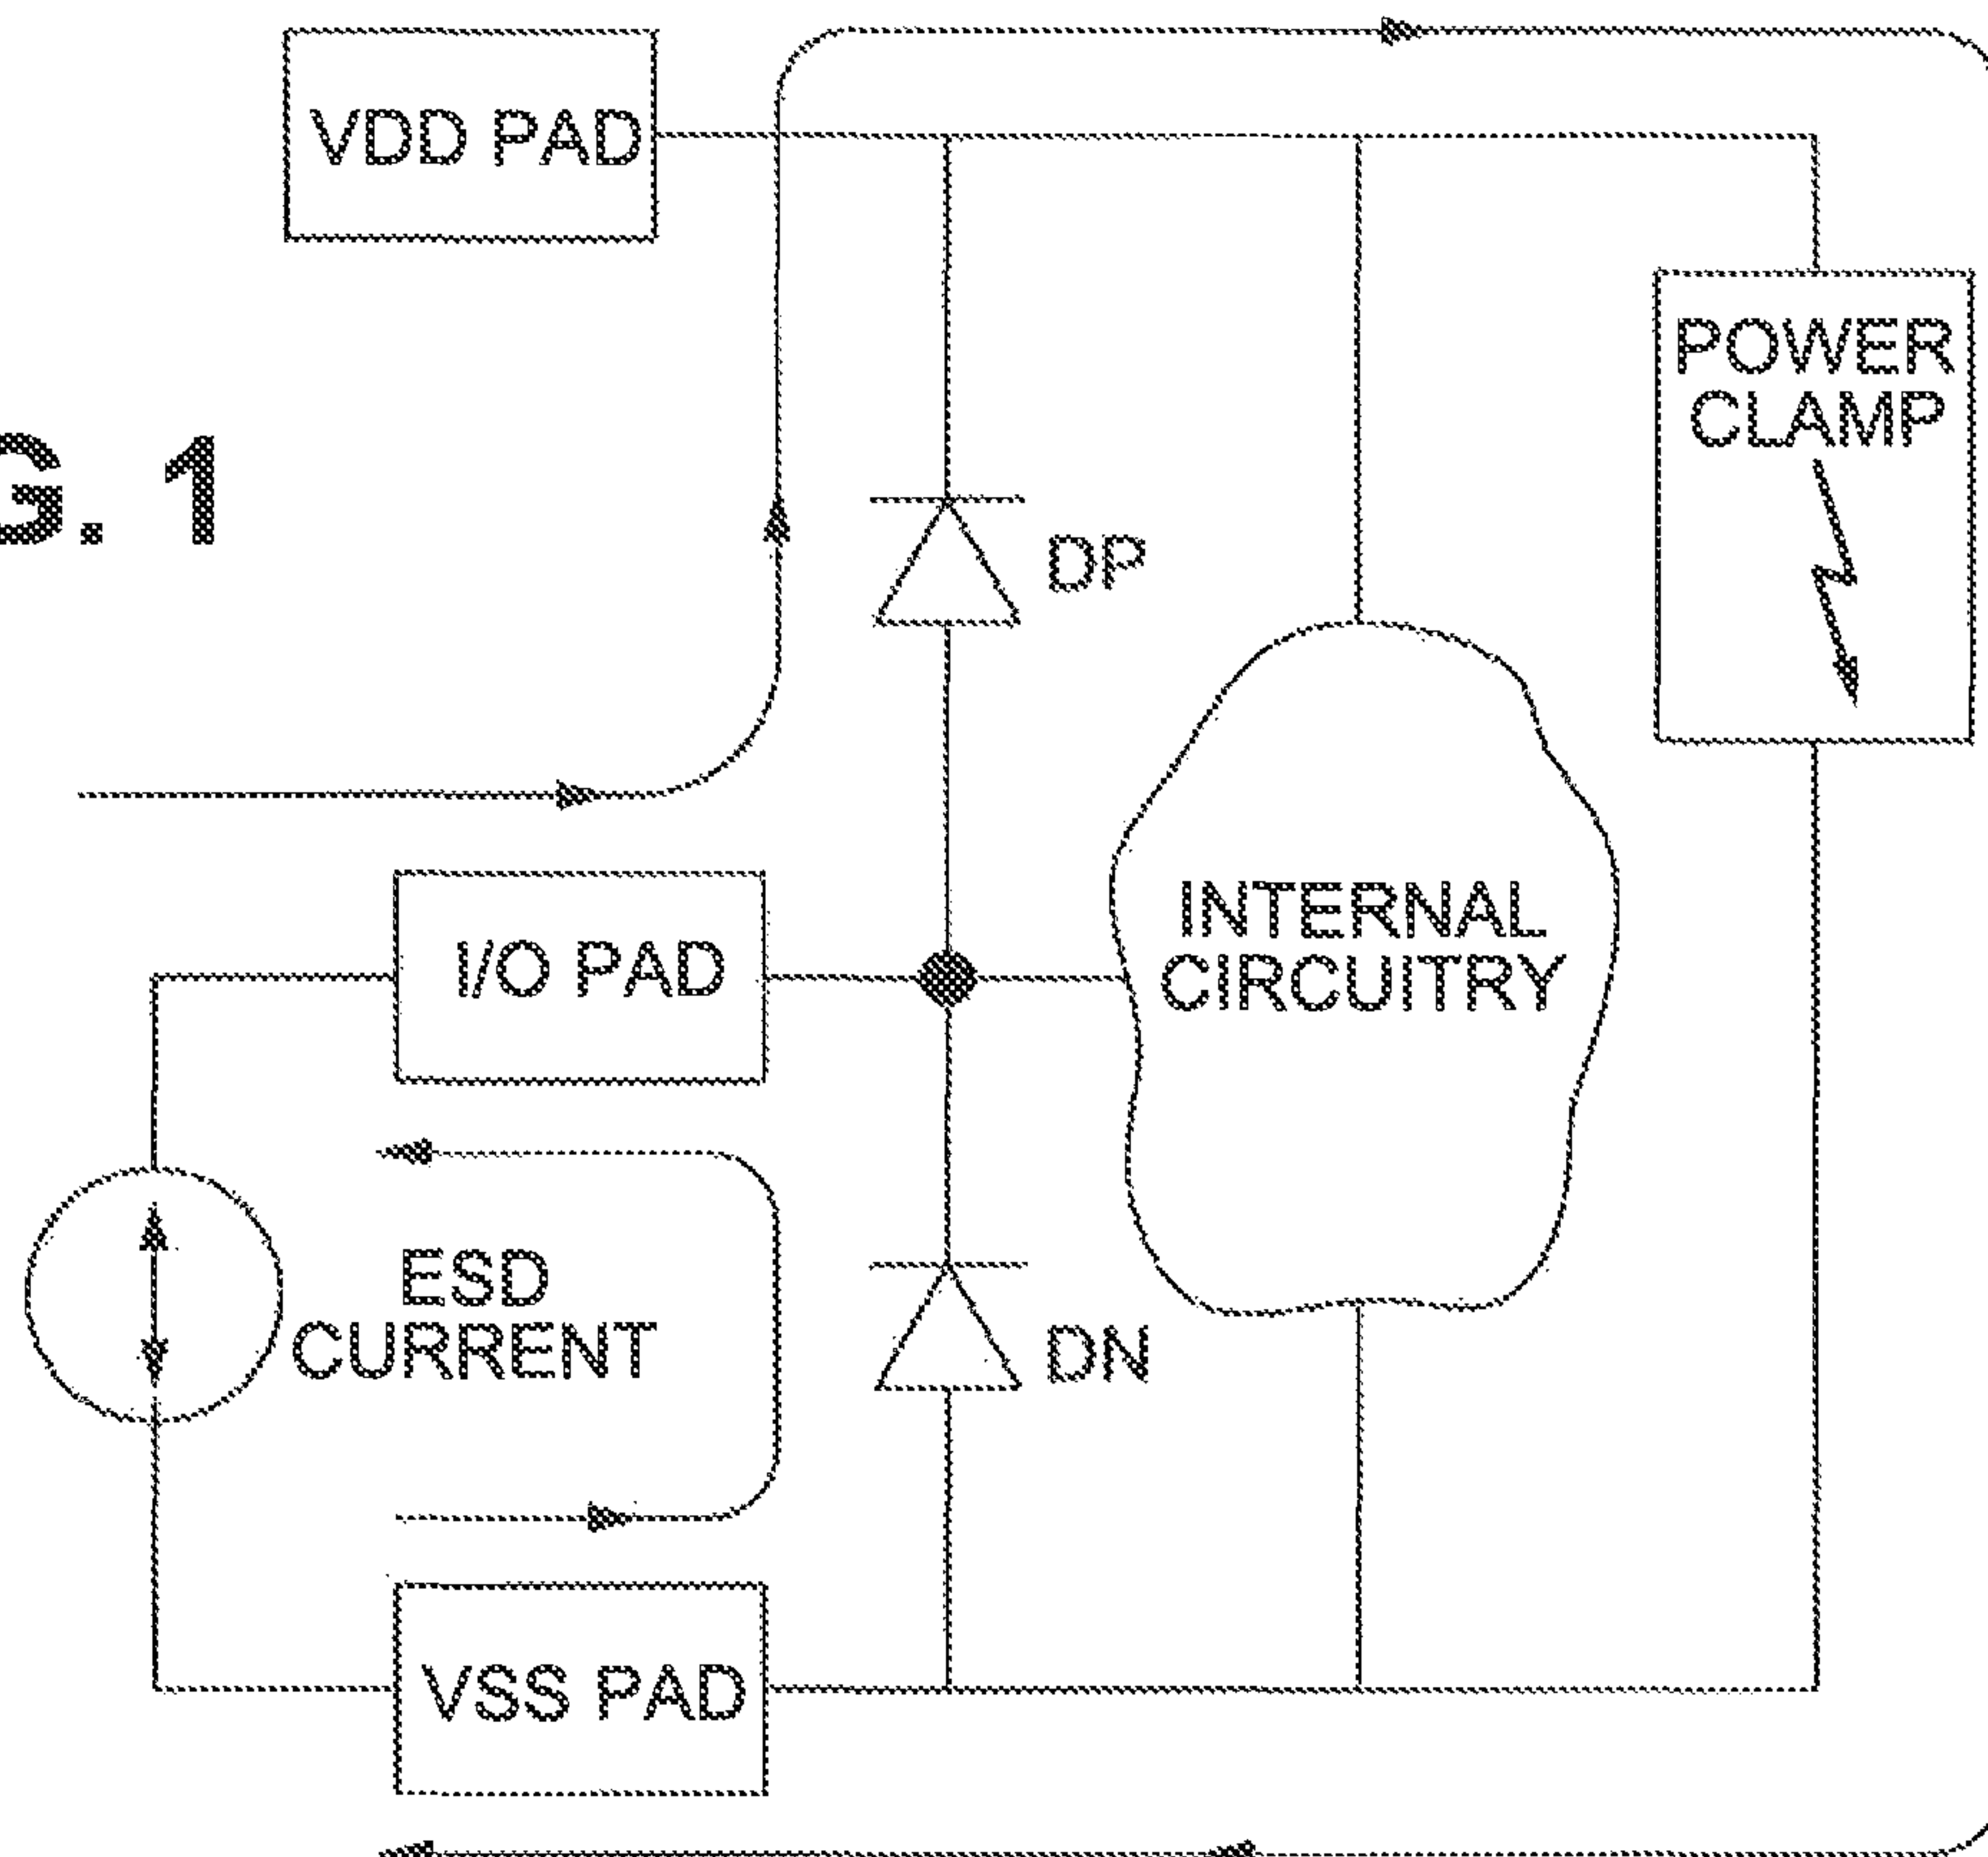 VDD PAD
POWER
CLAMP
G. 1
DP
INTERNAL
CIRCUITRY
I/O PAD
ESD
CURRENT
DN
VSS PAD